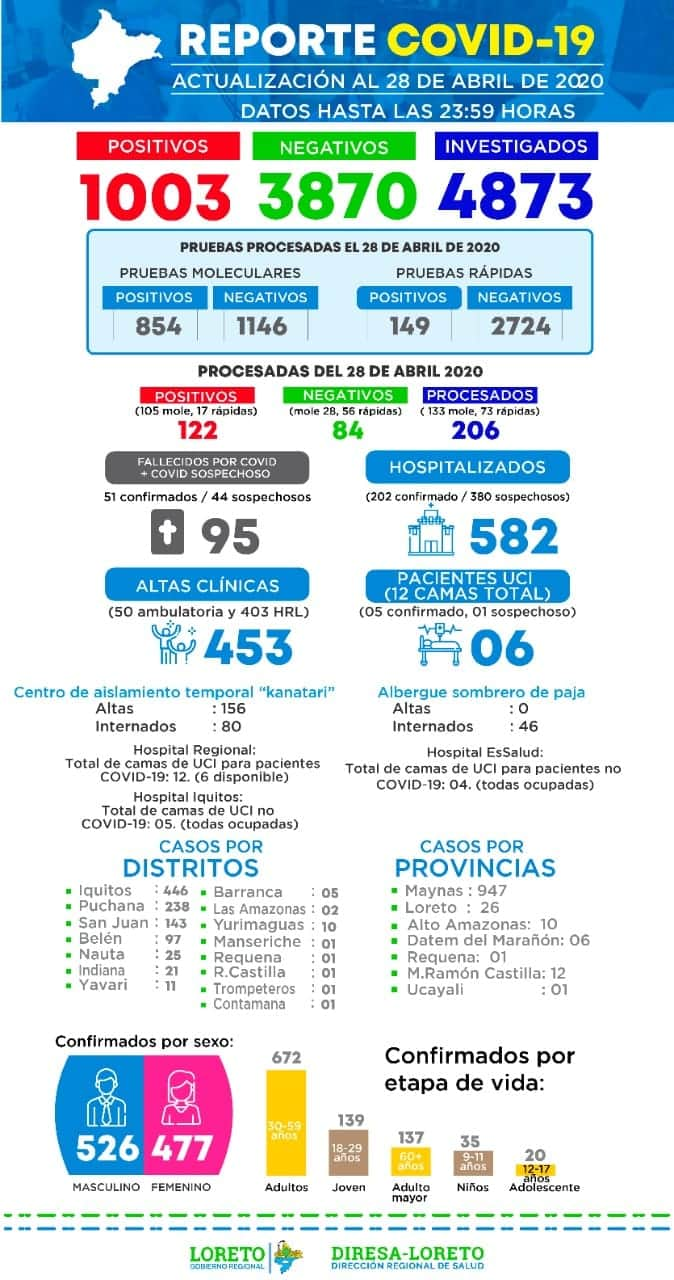 REPORTE COVID-19
ACTUALIZACIÓN AL 28 DE ABRIL DE 2020
DATOS HASTA LAS 23:59 HORAS
POSITIVOS
1003
NEGATIVOS
3870
INVESTIGADOS
4873
PRUEBAS PROCESADAS EL 28 DE ABRIL DE 2020
PRUEBAS MOLECULARES
POSITIVOS
854
NEGATIVOS
1146
PRUEBAS RÁPIDAS
POSITIVOS
149
NEGATIVOS
2724
PROCESADAS DEL 28 DE ABRIL 2020
POSITIVOS
(105 mole, 17 rápidas)
122
NEGATIVOS
(mole 28, 56 rápidas)
84
PROCESADOS
( 133 mole, 73 rápidas)
206
FALLECIDOS POR COVID
+ COVID SOSPECHOSO
51 confirmados / 44 sospechosos
95
HOSPITALIZADOS
(202 confirmado / 380 sospechosos)
582
ALTAS CLÍNICAS
(50 ambulatoria y 403 HRL)
453
PACIENTES UCI
(12 CAMAS TOTAL)
(05 confirmado, 01 sospechoso)
06
Centro de aislamiento temporal “kanatari”
Altas : 156
Internados : 80
Albergue sombrero de paja
Altas : 0
Internados : 46
Hospital Regional:
Total de camas de UCI para pacientes
COVID-19: 12. (6 disponible)
Hospital Iquitos:
Total de camas de UCI no
COVID-19: 05. (todas ocupadas)
Hospital EsSalud:
Total de camas de UCI para pacientes no
COVID-19: 04. (todas ocupadas)
CASOS POR
DISTRITOS
Iquitos : 446
Puchana : 238
San Juan : 143
Belén : 97
Nauta : 25
Indiana : 21
Yavari : 11
Barranca : 05
Las Amazonas : 02
Yurimaguas : 10
Manseriche : 01
Requena : 01
R.Castilla : 01
Trompeteros : 01
Contamana : 01
CASOS POR
PROVINCIAS
Maynas : 947
Loreto : 26
Alto Amazonas: 10
Datem del Marañón: 06
Requena: 01
M.Ramón Castilla: 12
Ucayali : 01
Confirmados por sexo:
526
MASCULINO
477
FEMENINO
Confirmados por
etapa de vida:
672
30-59
años
Adultos
139
18-29
años
Joven
137
60+
años
Adulto
mayor
35
9-11
años
Niños
20
12-17
años
Adolescente
LORETO
GOBIERNO REGIONAL
DIRESA-LORETO
DIRECCIÓN REGIONAL DE SALUD